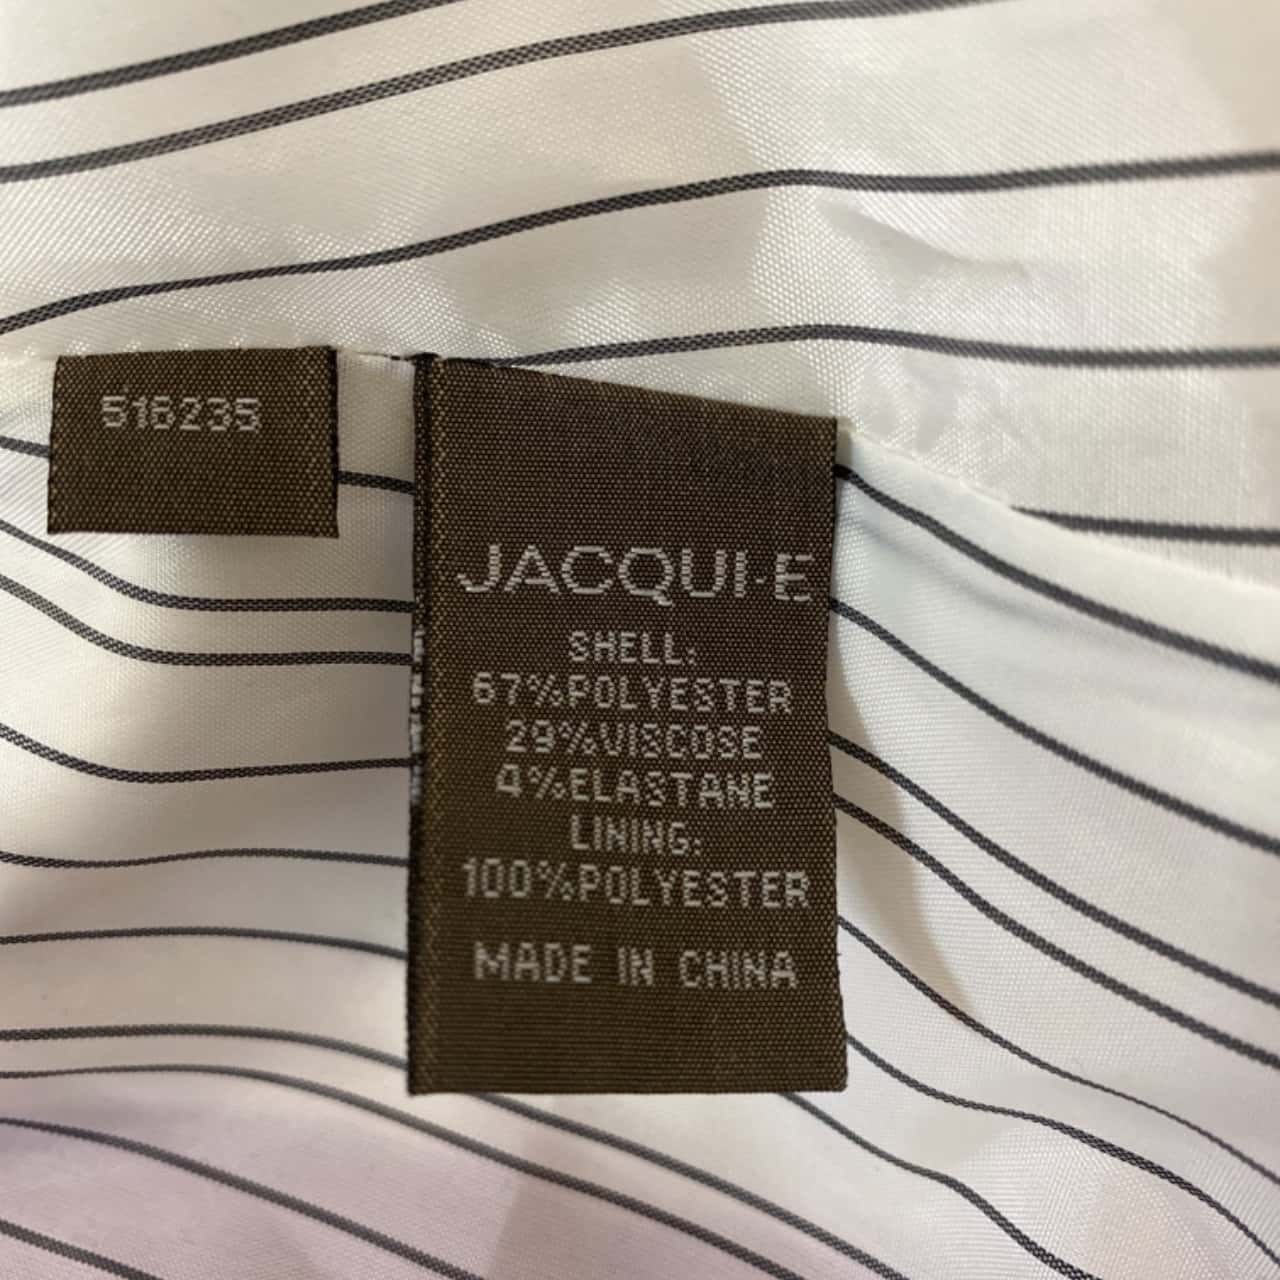 516235
JACQUI·E
SHELL:
67%POLYESTER
29%VISCOSE
4%ELASTANE
LINING:
100%POLYESTER
MADE IN CHINA